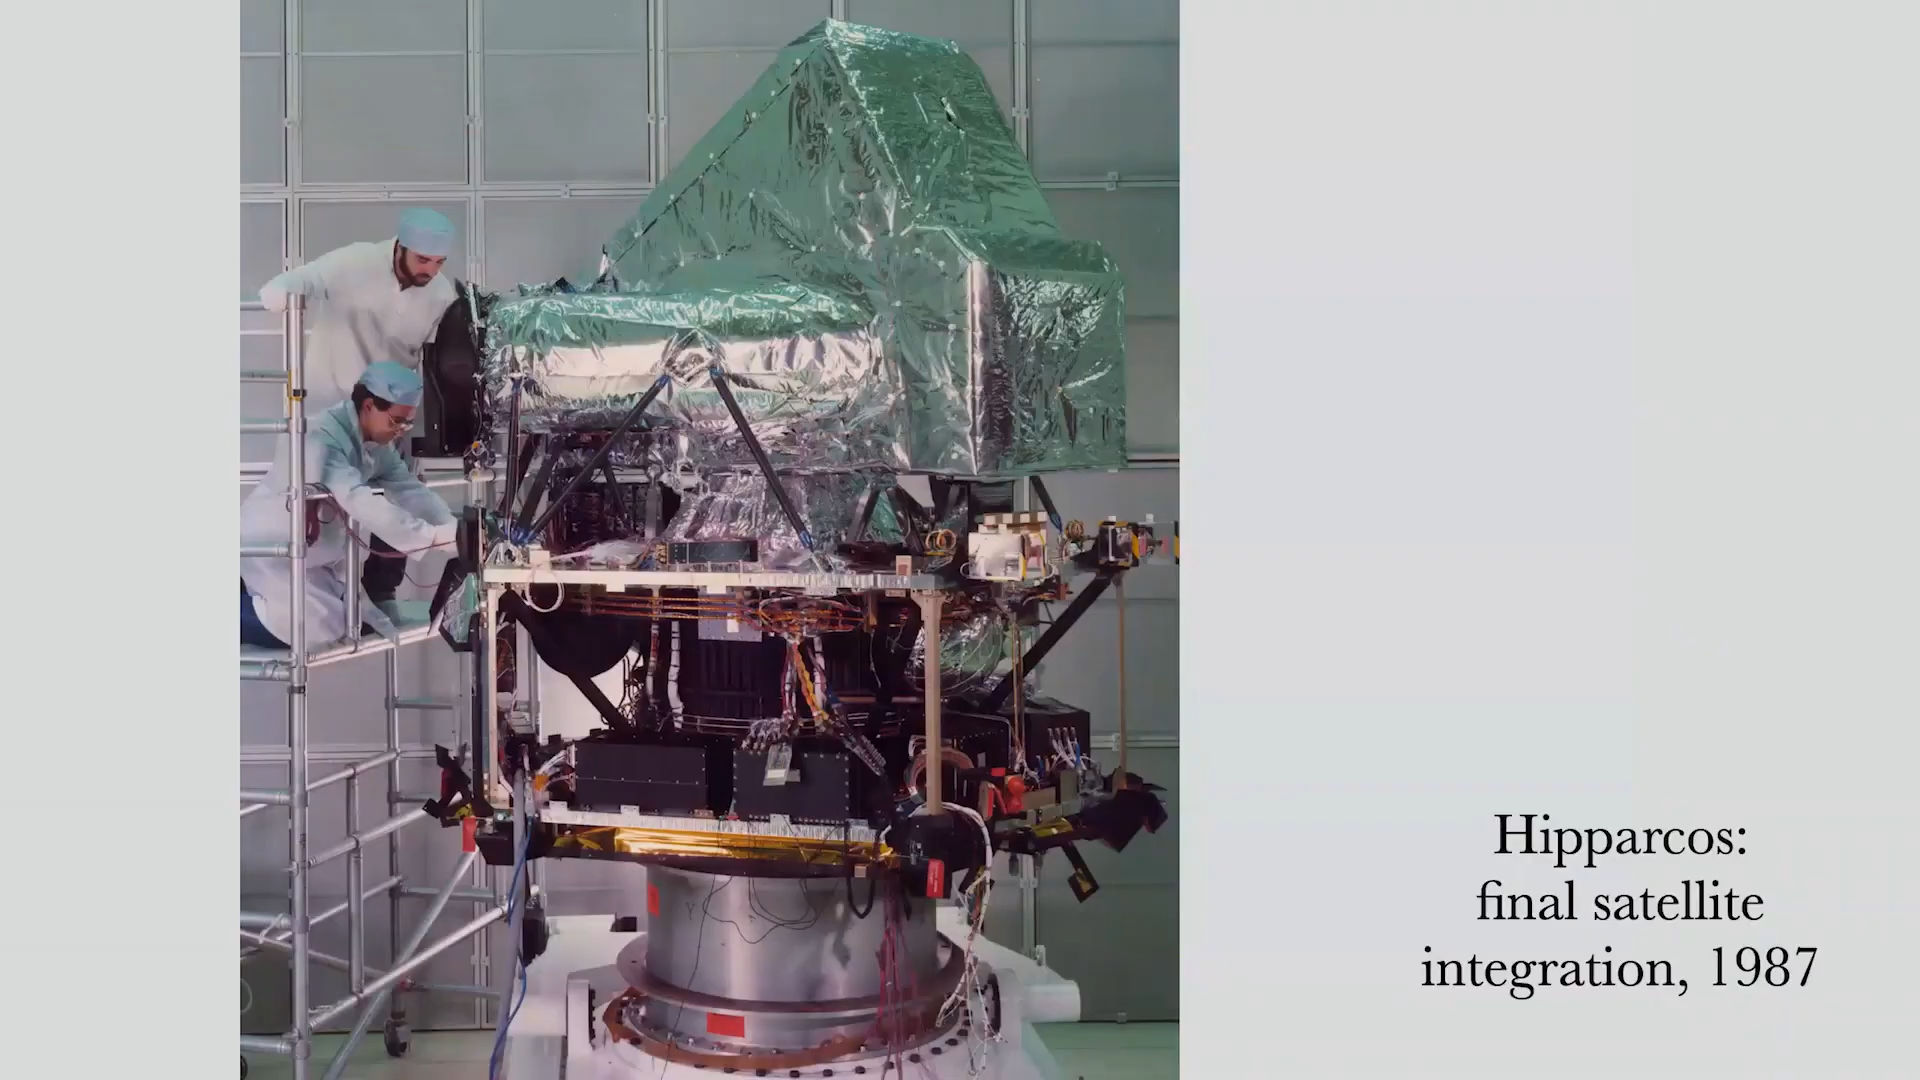 Hipparcos:
final satellite
integration, 1987